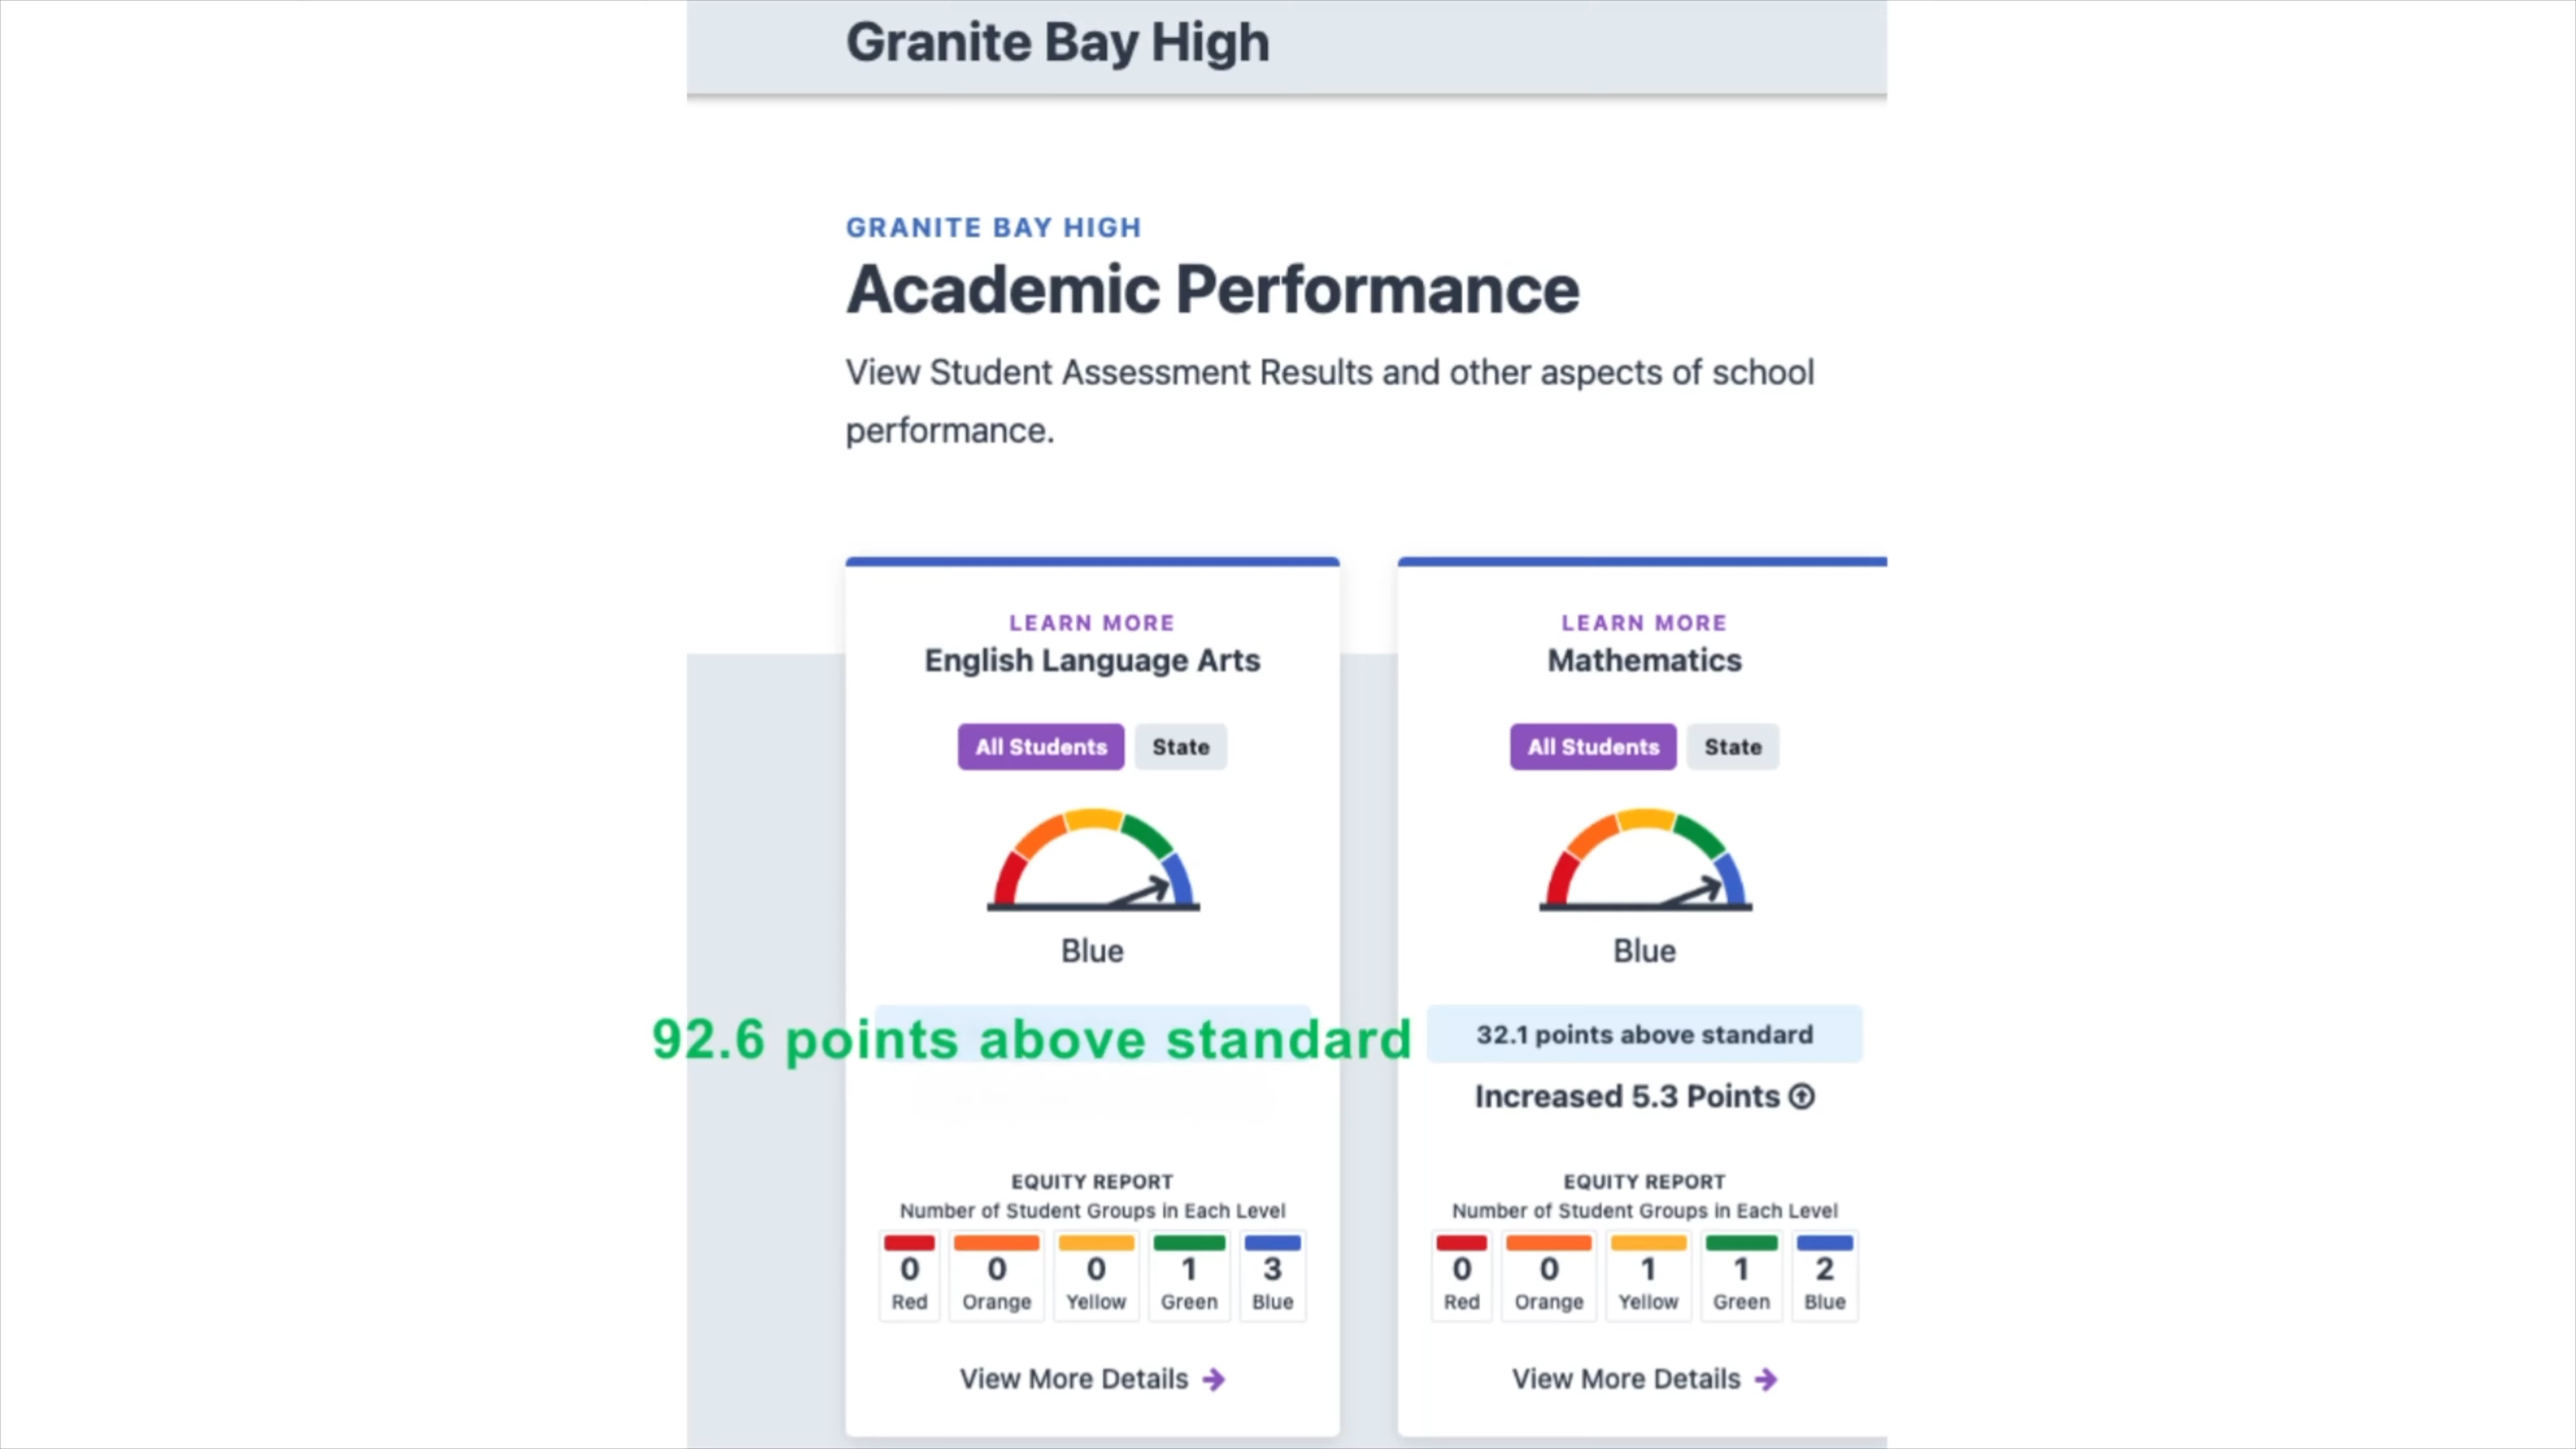 Granite Bay High
GRANITE BAY HIGH
Academic Performance
View Student Assessment Results and other aspects of school
performance.
LEARN MORE
English Language Arts
All Students State
Blue
92.6 points above standard
EQUITY REPORT
Number of Student Groups in Each Level
0 0 0 1 3
Red Orange Yellow Green Blue
View More Details
LEARN MORE
Mathematics
All Students State
Blue
32.1 points above standard
Increased 5.3 Points
EQUITY REPORT
Number of Student Groups in Each Level
0 0 1 1 2
Red Orange Yellow Green Blue
View More Details